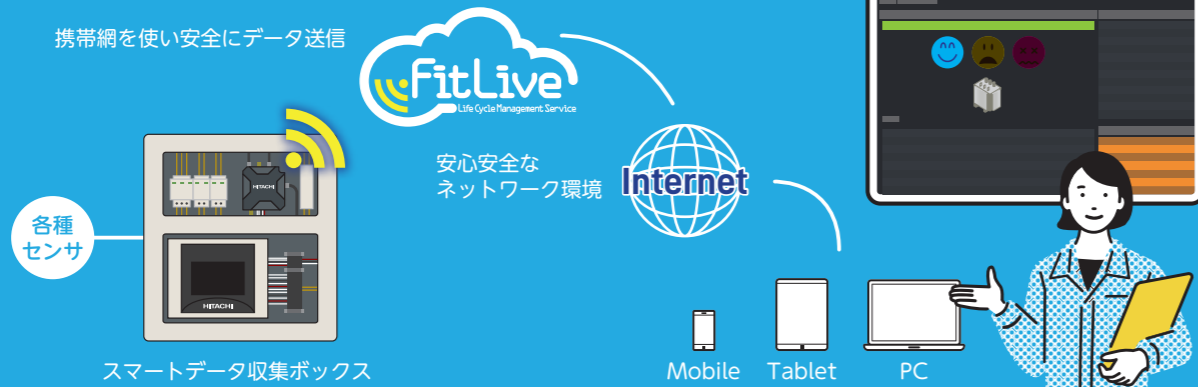 携帯網を使い安全にデータ送信
FitLive
Life Cycle Management Service
安心安全な
ネットワーク環境
Internet
各種
センサ
HITACHI
HITACHI
スマートデータ収集ボックス
Mobile
Tablet
PC